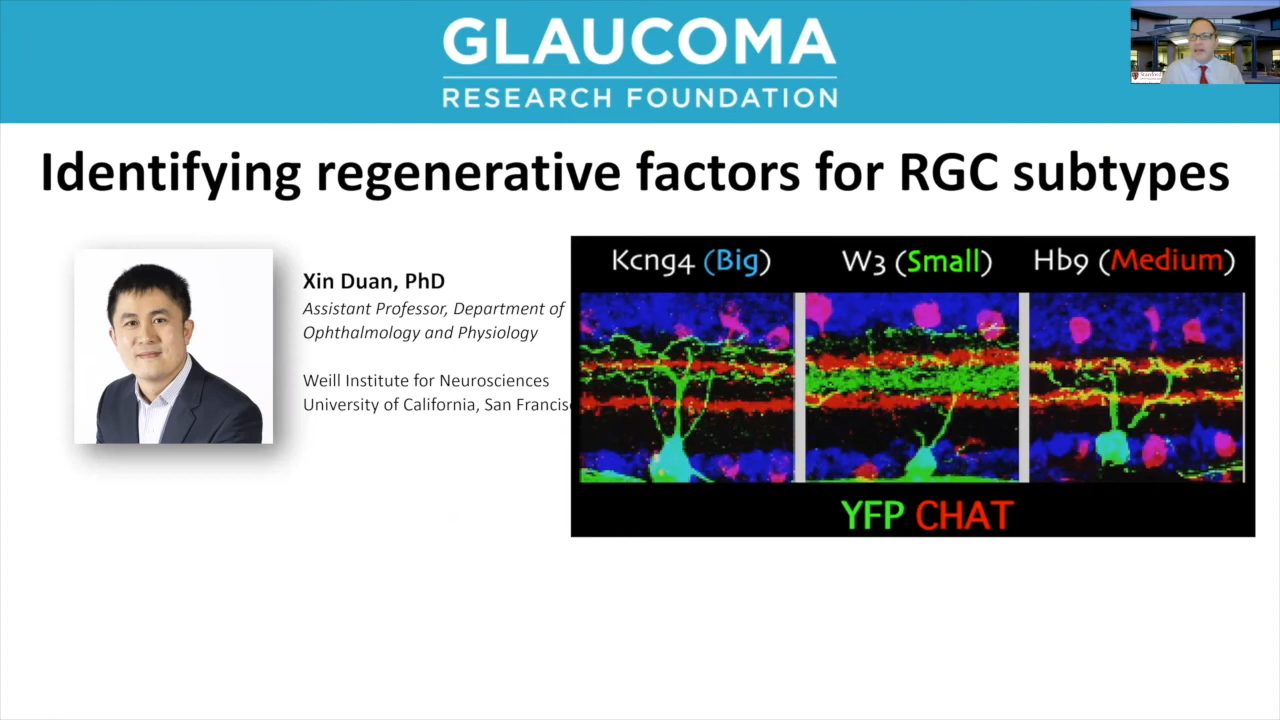 GLAUCOMA
RESEARCH FOUNDATION
Stanford
Identifying regenerative factors for RGC subtypes
Xin Duan, PhD
Assistant Professor, Department of
Ophthalmology and Physiology
Weill Institute for Neurosciences
University of California, San Francis
Kcng4 (Big) W3 (Small) Hb9 (Medium)
YFP CHAT